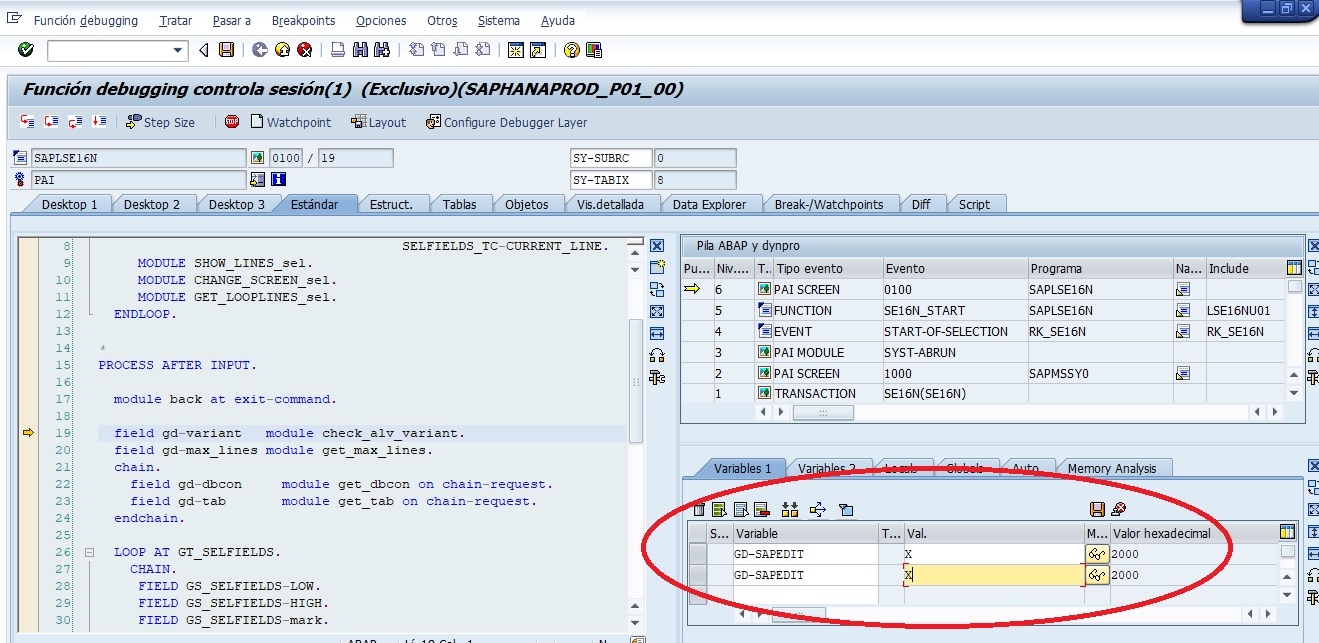 Función debugging Tratar Pasar a Breakpoints Opciones Otros Sistema Ayuda
Función debugging controla sesión(1) (Exclusivo)(SAPHANAPROD_P01_00)
Step Size STOP Watchpoint Layout Configure Debugger Layer
SAPLSE16N 0100 / 19 SY-SUBRC 0
PAI SY-TABIX 8
Desktop 1 Desktop 2 Desktop 3 Estándar Estruct. Tablas Objetos Vis.detallada Data Explorer Break-/Watchpoints Diff Script
8 SELFIELDS_TC-CURRENT_LINE.
9 MODULE SHOW_LINES_sel.
10 MODULE CHANGE_SCREEN_sel.
11 MODULE GET_LOOPLINES_sel.
12 ENDLOOP.
13
14 *
15 PROCESS AFTER INPUT.
16
17 module back at exit-command.
18
19 field gd-variant module check_alv_variant.
20 field gd-max_lines module get_max_lines.
21 chain.
22 field gd-dbcon module get_dbcon on chain-request.
23 field gd-tab module get_tab on chain-request.
24 endchain.
25
26 LOOP AT GT_SELFIELDS.
27 CHAIN.
28 FIELD GS_SELFIELDS-LOW.
29 FIELD GS_SELFIELDS-HIGH.
30 FIELD GS_SELFIELDS-mark.
Pila ABAP y dynpro
Pu... Niv.... T.. Tipo evento Evento Programa Na... Include
6 PAI SCREEN 0100 SAPLSE16N
5 FUNCTION SE16N_START SAPLSE16N LSE16NU01
4 EVENT START-OF-SELECTION RK_SE16N RK_SE16N
3 PAI MODULE SYST-ABRUN
2 PAI SCREEN 1000 SAPMSSY0
1 TRANSACTION SE16N(SE16N)
Variables 1 Variables 2 Locals Globals Auto Memory Analysis
S... Variable T... Val. M... Valor hexadecimal
GD-SAPEDIT X 2000
GD-SAPEDIT X 2000